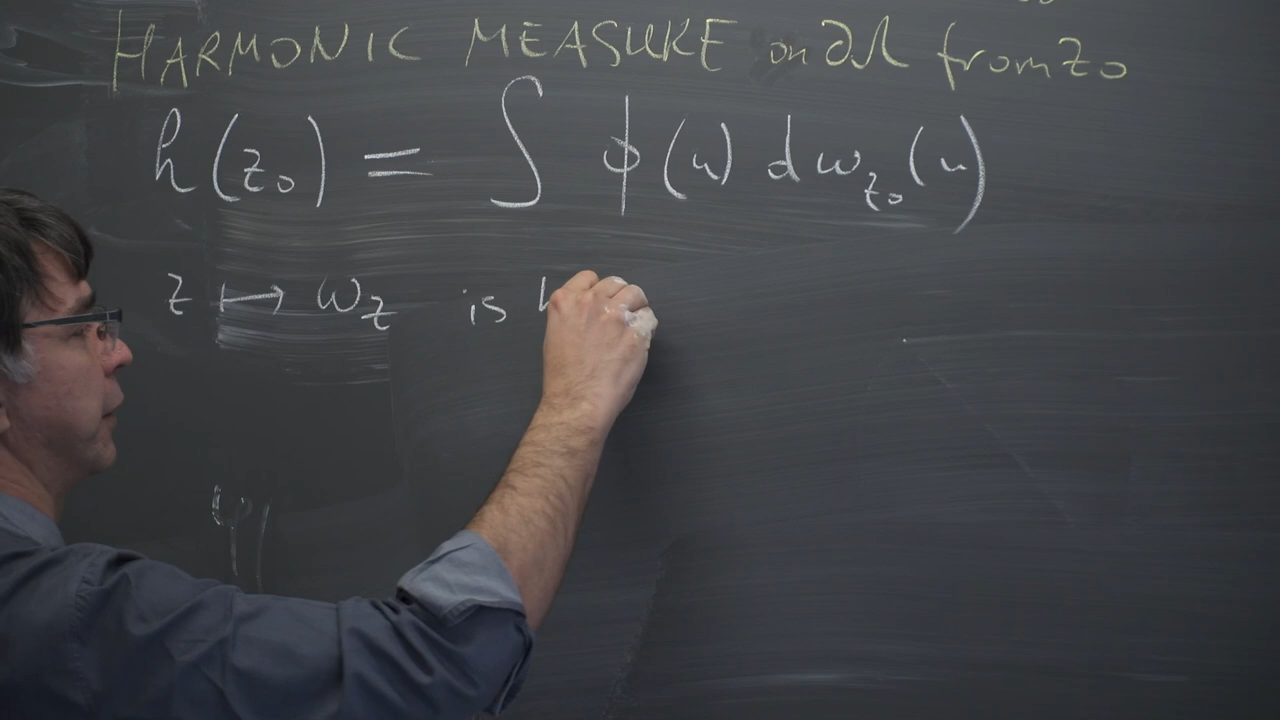 HARMONIC MEASURE on ∂Ω from z₀
h(z₀) = ∫ ϕ(u) dω_{z₀}(u)
z ↦ ω_z is